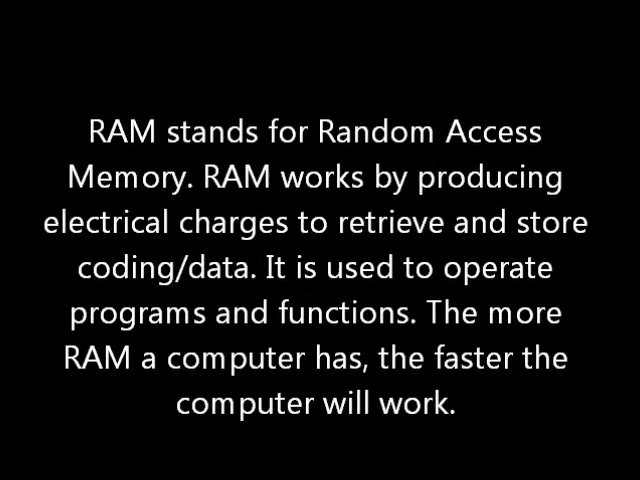 RAM stands for Random Access
Memory. RAM works by producing
electrical charges to retrieve and store
coding/data. It is used to operate
programs and functions. The more
RAM a computer has, the faster the
computer will work.